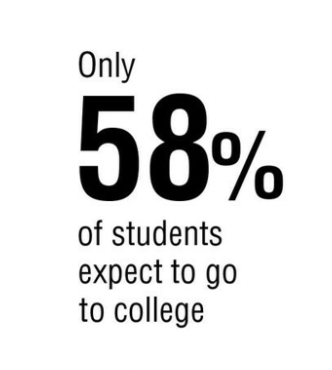 Only
58%
of students
expect to go
to college